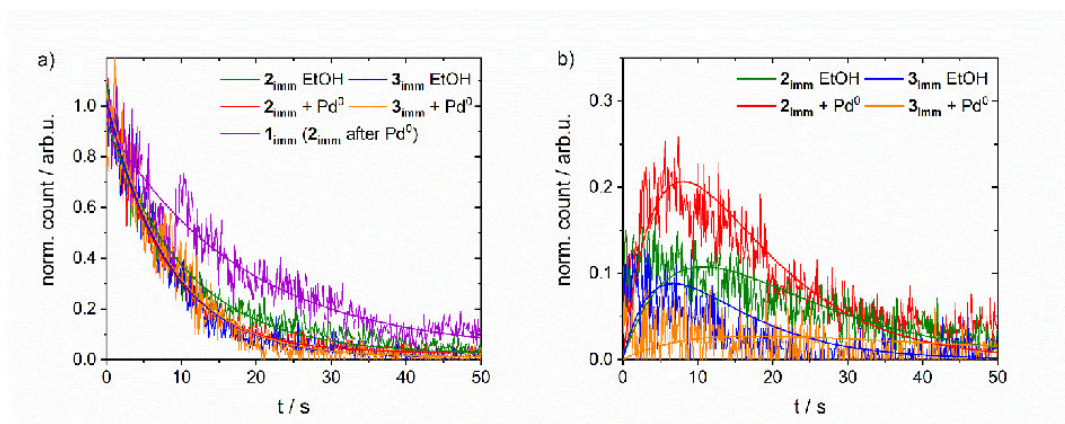 a)
2imm EtOH 3imm EtOH
2imm + Pd0 3imm + Pd0
1imm (2imm after Pd0)
1.0
0.8
0.6
0.4
0.2
0.0
norm. count / arb.u.
0 10 20 30 40 50
t / s
b)
2imm EtOH 3imm EtOH
2imm + Pd0 3imm + Pd0
0.3
0.2
0.1
0.0
norm. count / arb.u.
0 10 20 30 40 50
t / s